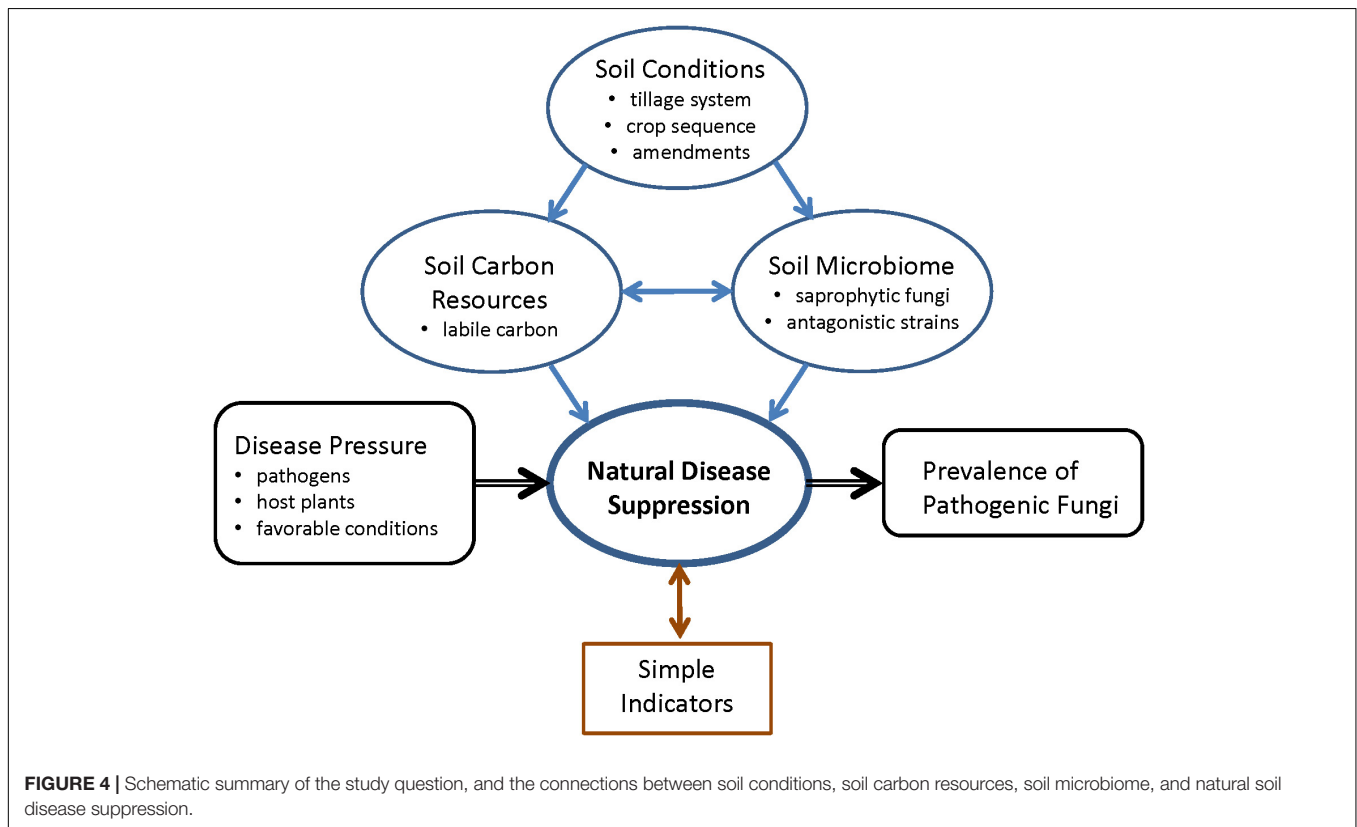 Soil Conditions
• tillage system
• crop sequence
• amendments
Soil Carbon
Resources
• labile carbon
Soil Microbiome
• saprophytic fungi
• antagonistic strains
Disease Pressure
• pathogens
• host plants
• favorable conditions
Natural Disease
Suppression
Prevalence of
Pathogenic Fungi
Simple
Indicators
FIGURE 4 | Schematic summary of the study question, and the connections between soil conditions, soil carbon resources, soil microbiome, and natural soil
disease suppression.